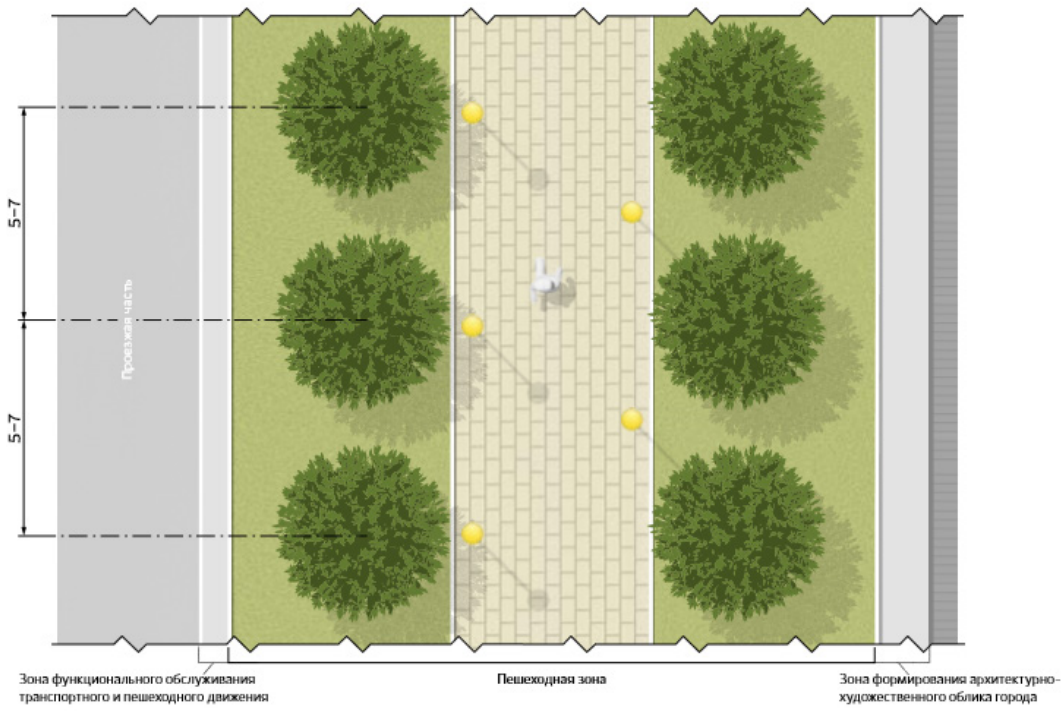 5–7
Проезжая часть
5–7
Зона функционального обслуживания
транспортного и пешеходного движения
Пешеходная зона
Зона формирования архитектурно-
художественного облика города